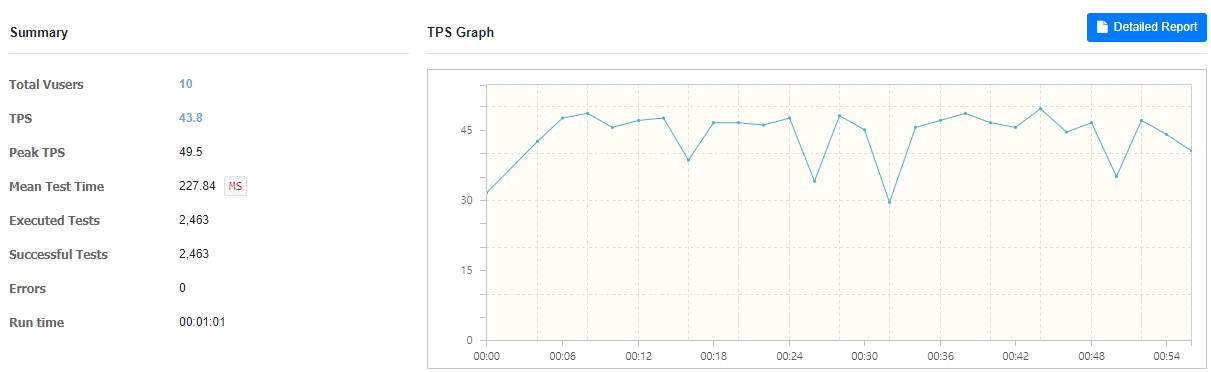 Summary
Total Vusers 10
TPS 43.8
Peak TPS 49.5
Mean Test Time 227.84 MS
Executed Tests 2,463
Successful Tests 2,463
Errors 0
Run time 00:01:01
TPS Graph
Detailed Report
45
30
15
0
00:00 00:06 00:12 00:18 00:24 00:30 00:36 00:42 00:48 00:54